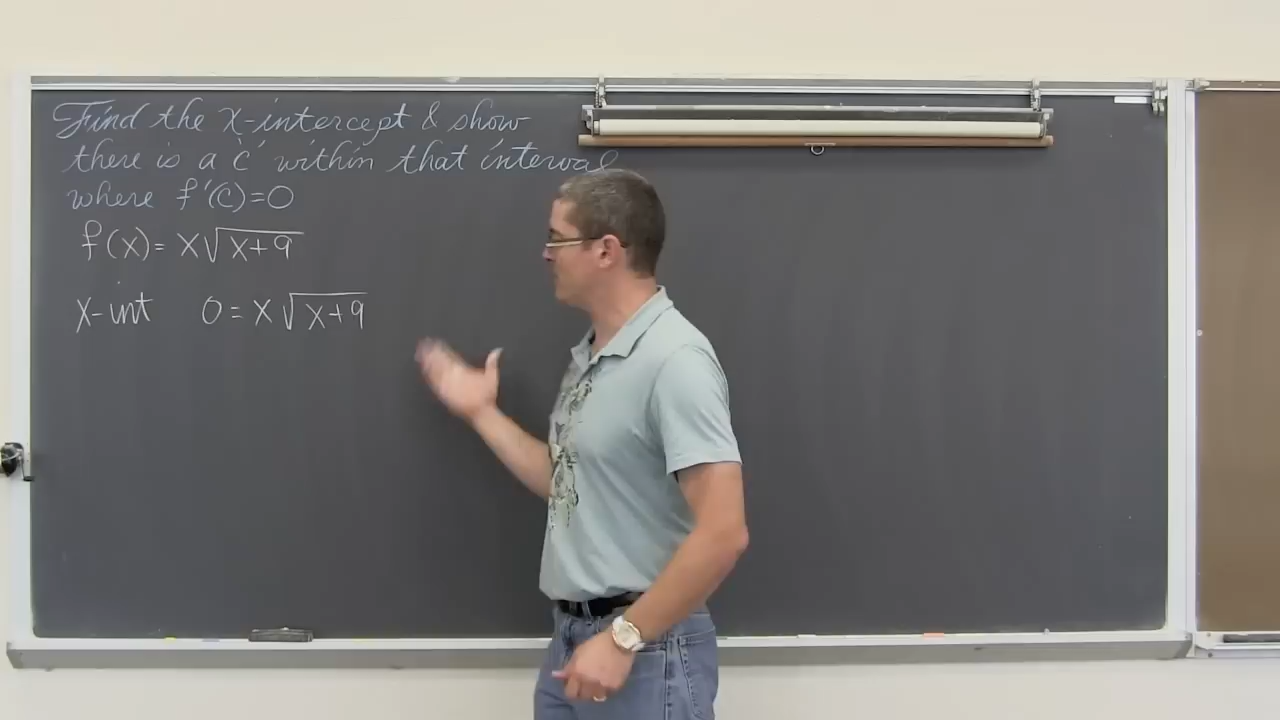 Find the x-intercept & show
there is a 'c' within that interval
where f'(c)=0
f(x)= x√(x+9)
x-int 0 = x √(x+9)